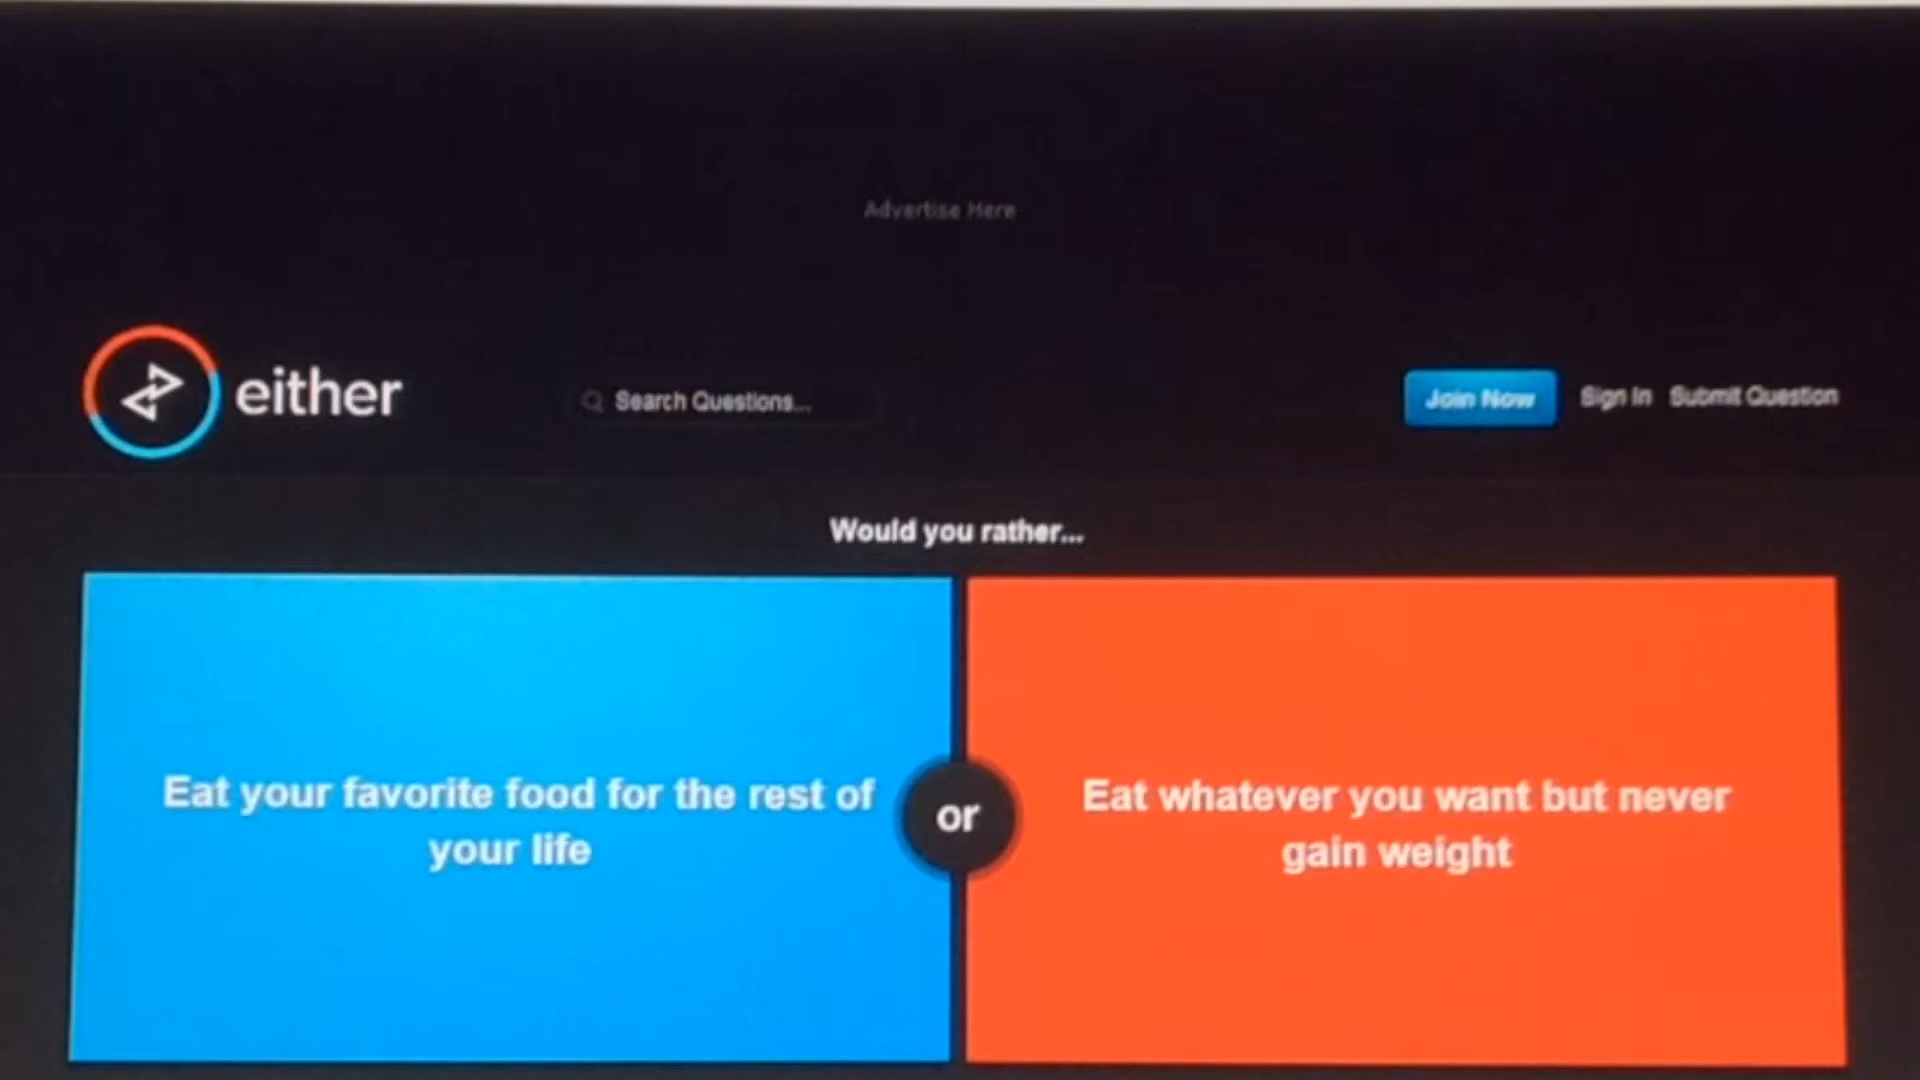 Advertise Here
either
Search Questions...
Join Now Sign In Submit Question
Would you rather...
Eat your favorite food for the rest of
your life
or
Eat whatever you want but never
gain weight